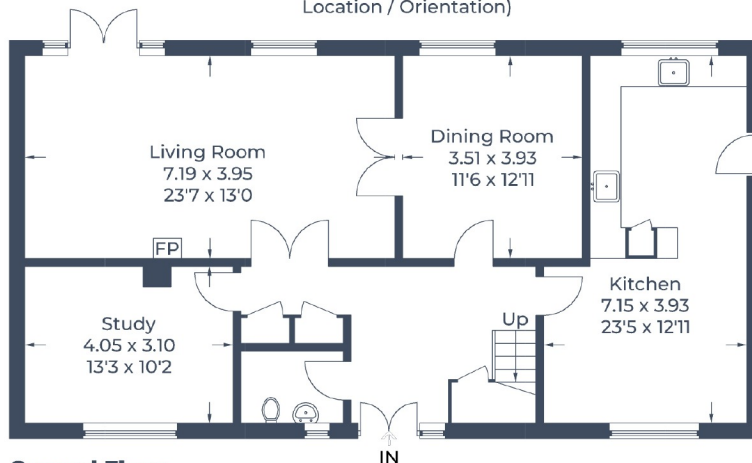 Location / Orientation)
Living Room
7.19 x 3.95
23'7 x 13'0
Dining Room
3.51 x 3.93
11'6 x 12'11
FP
Kitchen
7.15 x 3.93
23'5 x 12'11
Study
4.05 x 3.10
13'3 x 10'2
Up
IN